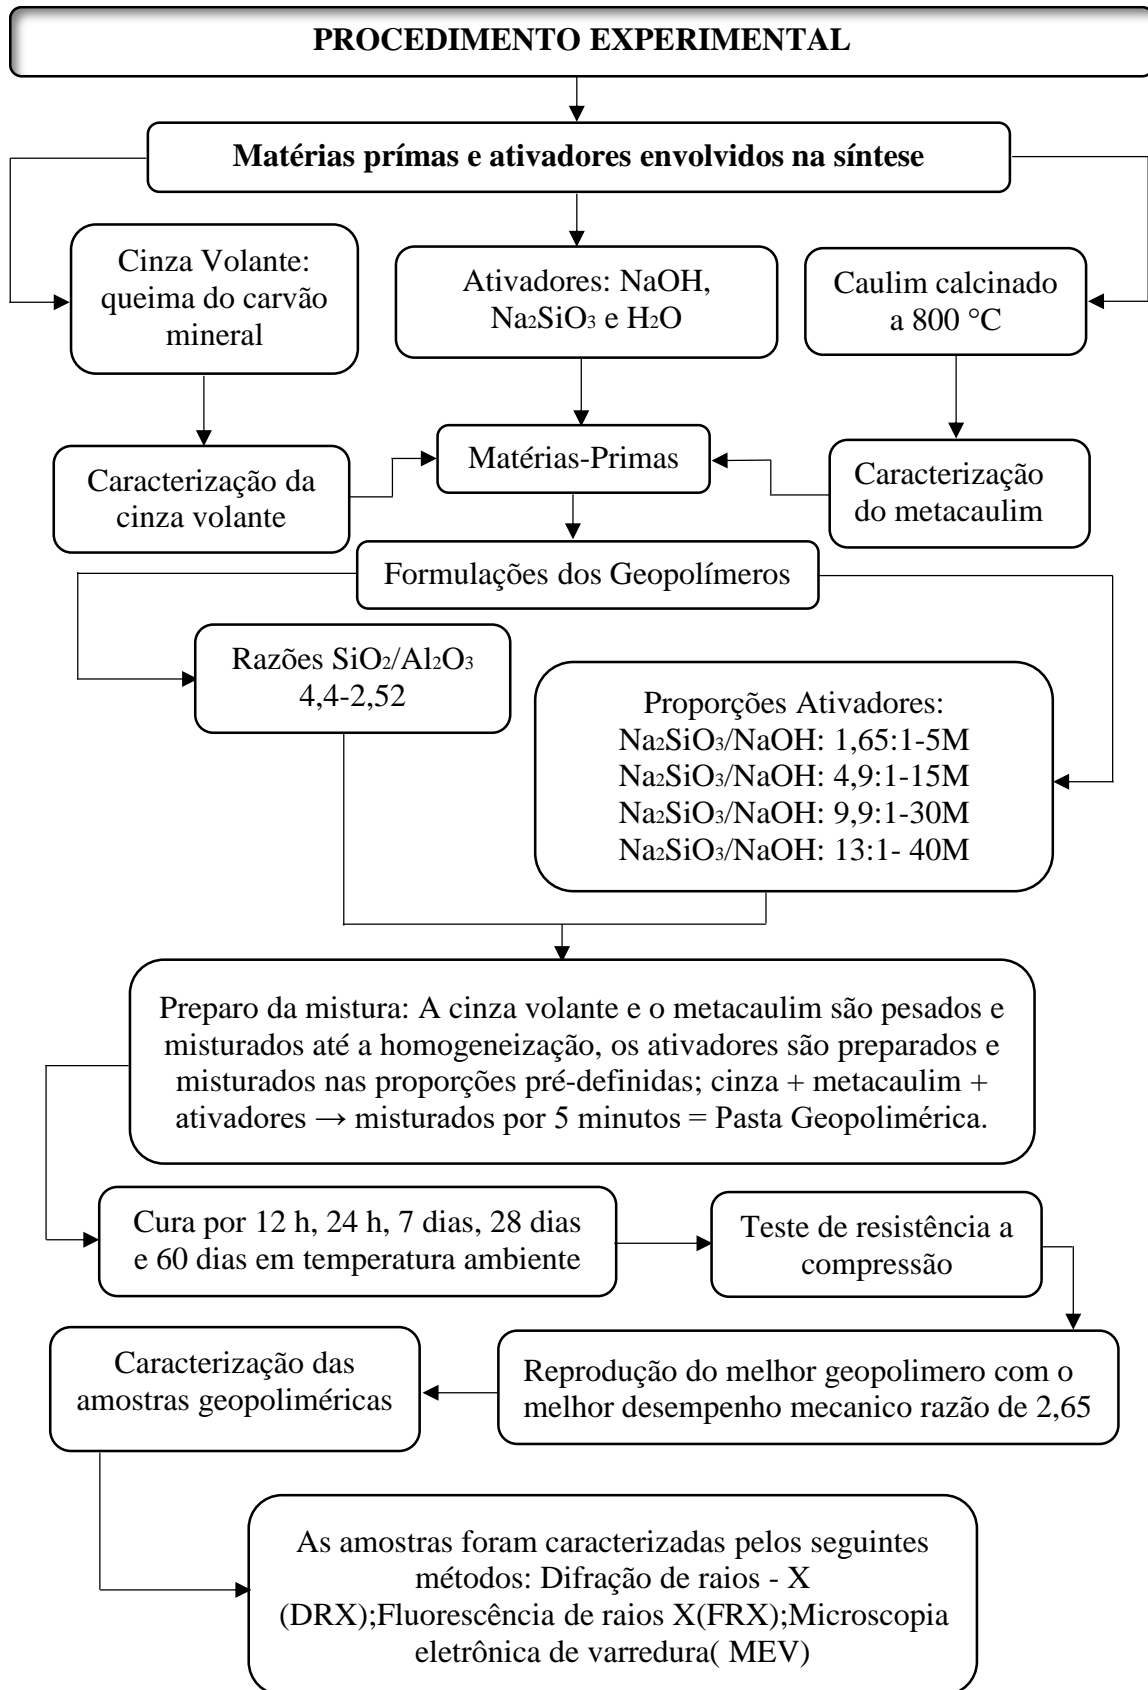 PROCEDIMENTO EXPERIMENTAL
Matérias prímas e ativadores envolvidos na síntese
Cinza Volante:
queima do carvão
mineral
Ativadores: NaOH,
Na₂SiO₃ e H₂O
Caulim calcinado
a 800 °C
Caracterização da
cinza volante
Matérias-Primas
Caracterização
do metacaulim
Formulações dos Geopolímeros
Razões SiO₂/Al₂O₃
4,4-2,52
Proporções Ativadores:
Na₂SiO₃/NaOH: 1,65:1-5M
Na₂SiO₃/NaOH: 4,9:1-15M
Na₂SiO₃/NaOH: 9,9:1-30M
Na₂SiO₃/NaOH: 13:1- 40M
Preparo da mistura: A cinza volante e o metacaulim são pesados e
misturados até a homogeneização, os ativadores são preparados e
misturados nas proporções pré-definidas; cinza + metacaulim +
ativadores → misturados por 5 minutos = Pasta Geopolimérica.
Cura por 12 h, 24 h, 7 dias, 28 dias
e 60 dias em temperatura ambiente
Teste de resistência a
compressão
Reprodução do melhor geopolimero com o
melhor desempenho mecanico razão de 2,65
Caracterização das
amostras geopoliméricas
As amostras foram caracterizadas pelos seguintes
métodos: Difração de raios - X
(DRX);Fluorescência de raios X(FRX);Microscopia
eletrônica de varredura( MEV)